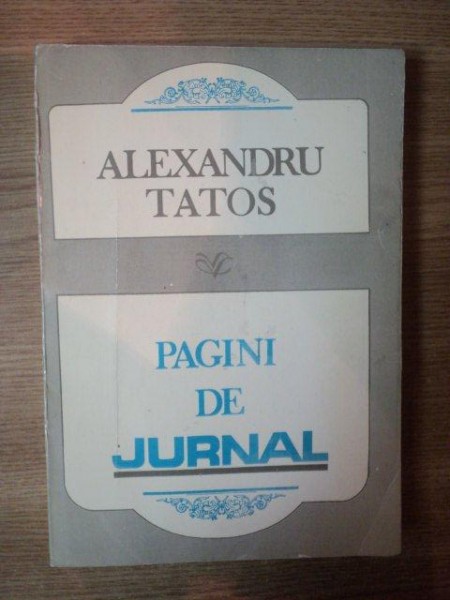 ALEXANDRU
TATOS
PAGINI
DE
JURNAL